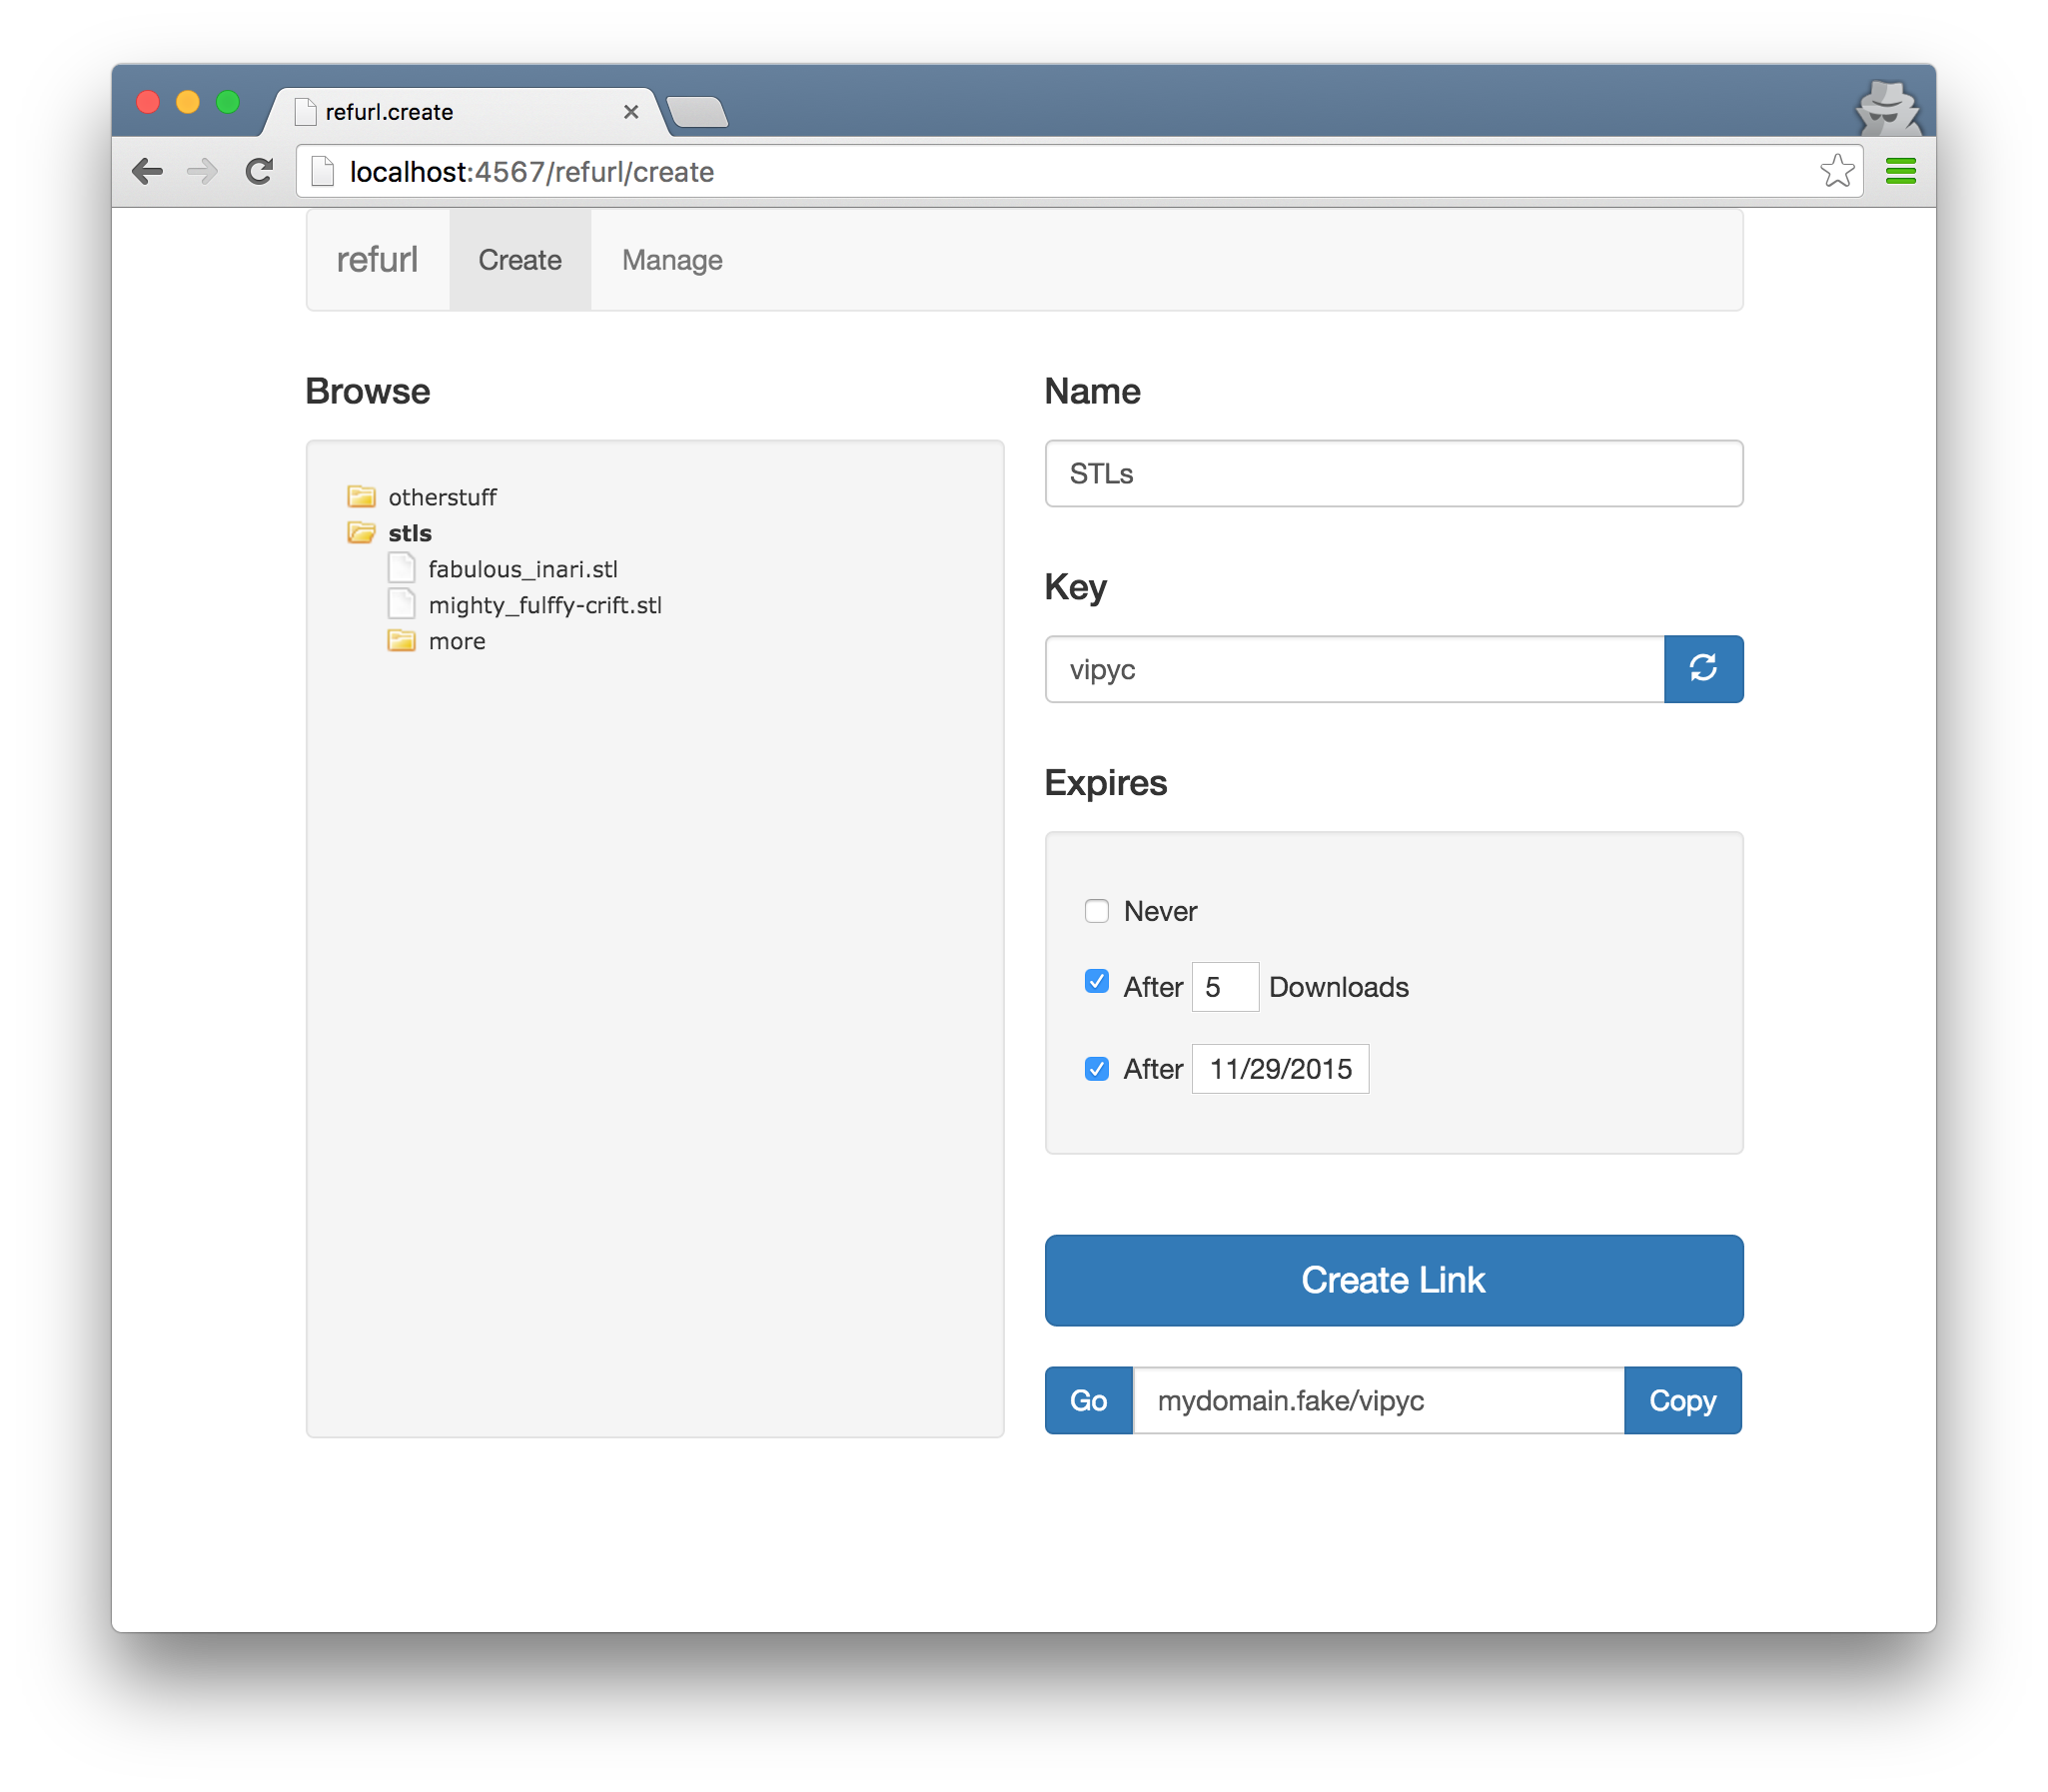 refurl.create
localhost:4567/refurl/create
refurl Create Manage
Browse
otherstuff
stls
fabulous_inari.stl
mighty_fulffy-crift.stl
more
Name
STLs
Key
vipyc
Expires
Never
After 5 Downloads
After 11/29/2015
Create Link
Go mydomain.fake/vipyc Copy